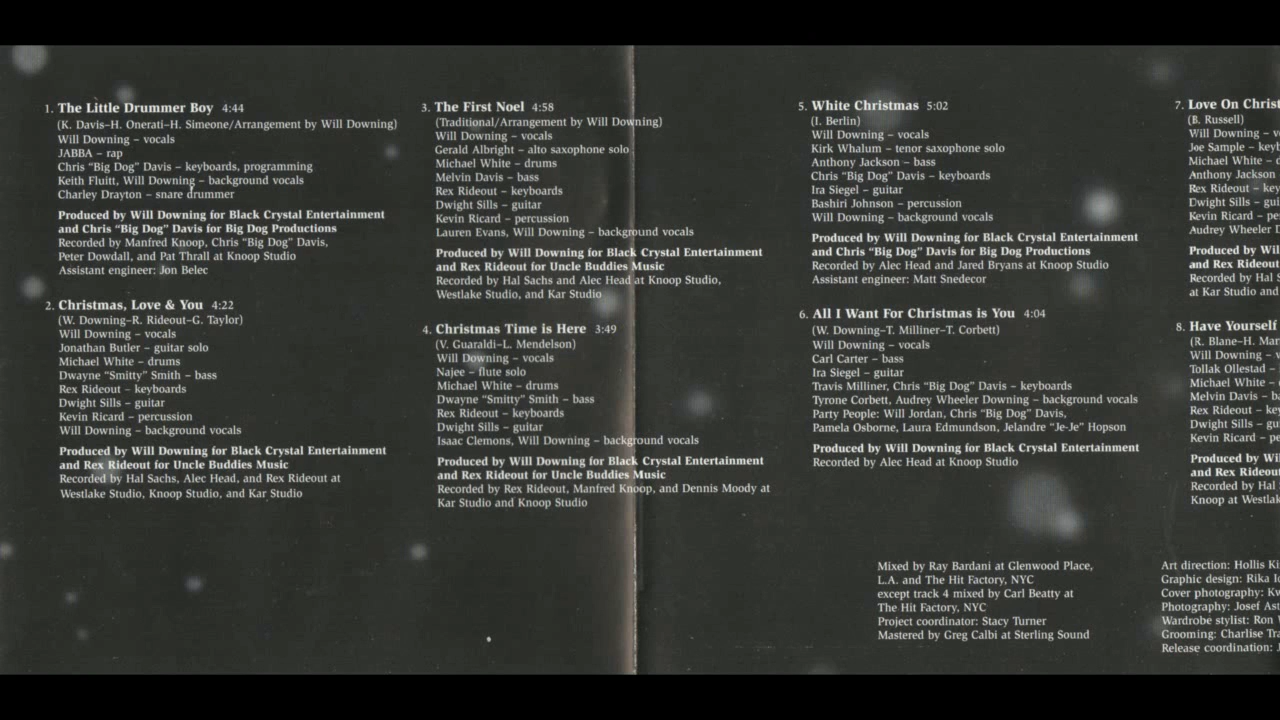 1. The Little Drummer Boy 4:44
(K. Davis–H. Onerati–H. Simeone/Arrangement by Will Downing)
Will Downing – vocals
JABBA – rap
Chris “Big Dog” Davis – keyboards, programming
Keith Fluitt, Will Downing – background vocals
Charley Drayton – snare drummer
Produced by Will Downing for Black Crystal Entertainment
and Chris “Big Dog” Davis for Big Dog Productions
Recorded by Manfred Knoop, Chris “Big Dog” Davis,
Peter Dowdall, and Pat Thrall at Knoop Studio
Assistant engineer: Jon Belec
2. Christmas, Love & You 4:22
(W. Downing–R. Rideout–G. Taylor)
Will Downing – vocals
Jonathan Butler – guitar solo
Michael White – drums
Dwayne “Smitty” Smith – bass
Rex Rideout – keyboards
Dwight Sills – guitar
Kevin Ricard – percussion
Will Downing – background vocals
Produced by Will Downing for Black Crystal Entertainment
and Rex Rideout for Uncle Buddies Music
Recorded by Hal Sachs, Alec Head, and Rex Rideout at
Westlake Studio, Knoop Studio, and Kar Studio
3. The First Noel 4:58
(Traditional/Arrangement by Will Downing)
Will Downing – vocals
Gerald Albright – alto saxophone solo
Michael White – drums
Melvin Davis – bass
Rex Rideout – keyboards
Dwight Sills – guitar
Kevin Ricard – percussion
Lauren Evans, Will Downing – background vocals
Produced by Will Downing for Black Crystal Entertainment
and Rex Rideout for Uncle Buddies Music
Recorded by Hal Sachs and Alec Head at Knoop Studio,
Westlake Studio, and Kar Studio
4. Christmas Time is Here 3:49
(V. Guaraldi–L. Mendelson)
Will Downing – vocals
Najee – flute solo
Michael White – drums
Dwayne “Smitty” Smith – bass
Rex Rideout – keyboards
Dwight Sills – guitar
Isaac Clemons, Will Downing – background vocals
Produced by Will Downing for Black Crystal Entertainment
and Rex Rideout for Uncle Buddies Music
Recorded by Rex Rideout, Manfred Knoop, and Dennis Moody at
Kar Studio and Knoop Studio
5. White Christmas 5:02
(I. Berlin)
Will Downing – vocals
Kirk Whalum – tenor saxophone solo
Anthony Jackson – bass
Chris “Big Dog” Davis – keyboards
Ira Siegel – guitar
Bashiri Johnson – percussion
Will Downing – background vocals
Produced by Will Downing for Black Crystal Entertainment
and Chris “Big Dog” Davis for Big Dog Productions
Recorded by Alec Head and Jared Bryans at Knoop Studio
Assistant engineer: Matt Snedecor
6. All I Want For Christmas is You 4:04
(W. Downing–T. Milliner–T. Corbett)
Will Downing – vocals
Carl Carter – bass
Ira Siegel – guitar
Travis Milliner, Chris “Big Dog” Davis – keyboards
Tyrone Corbett, Audrey Wheeler Downing – background vocals
Party People: Will Jordan, Chris “Big Dog” Davis,
Pamela Osborne, Laura Edmundson, Jelandre “Je-Je” Hopson
Produced by Will Downing for Black Crystal Entertainment
Recorded by Alec Head at Knoop Studio
Mixed by Ray Bardani at Glenwood Place,
L.A. and The Hit Factory, NYC
except track 4 mixed by Carl Beatty at
The Hit Factory, NYC
Project coordinator: Stacy Turner
Mastered by Greg Calbi at Sterling Sound
7. Love On
(B. Russell)
Will Downing –
Joe Sample –
Michael White –
Anthony Jackson
Rex Rideout –
Dwight Sills –
Kevin Ricard –
Audrey Wheeler
Produced by
and Rex
Recorded by Hal
at Kar Studio and
8. Have Yourself
(R. Blane–H.
Will Downing –
Tollak Ollestad –
Michael White –
Melvin Davis –
Rex Rideout –
Dwight Sills –
Kevin Ricard –
Produced by
and Rex
Recorded by Hal
Knoop at
Art direction: Hollis
Graphic design: Rika
Cover photography:
Photography: Josef
Wardrobe stylist: Ron
Grooming: Charlise
Release coordination: